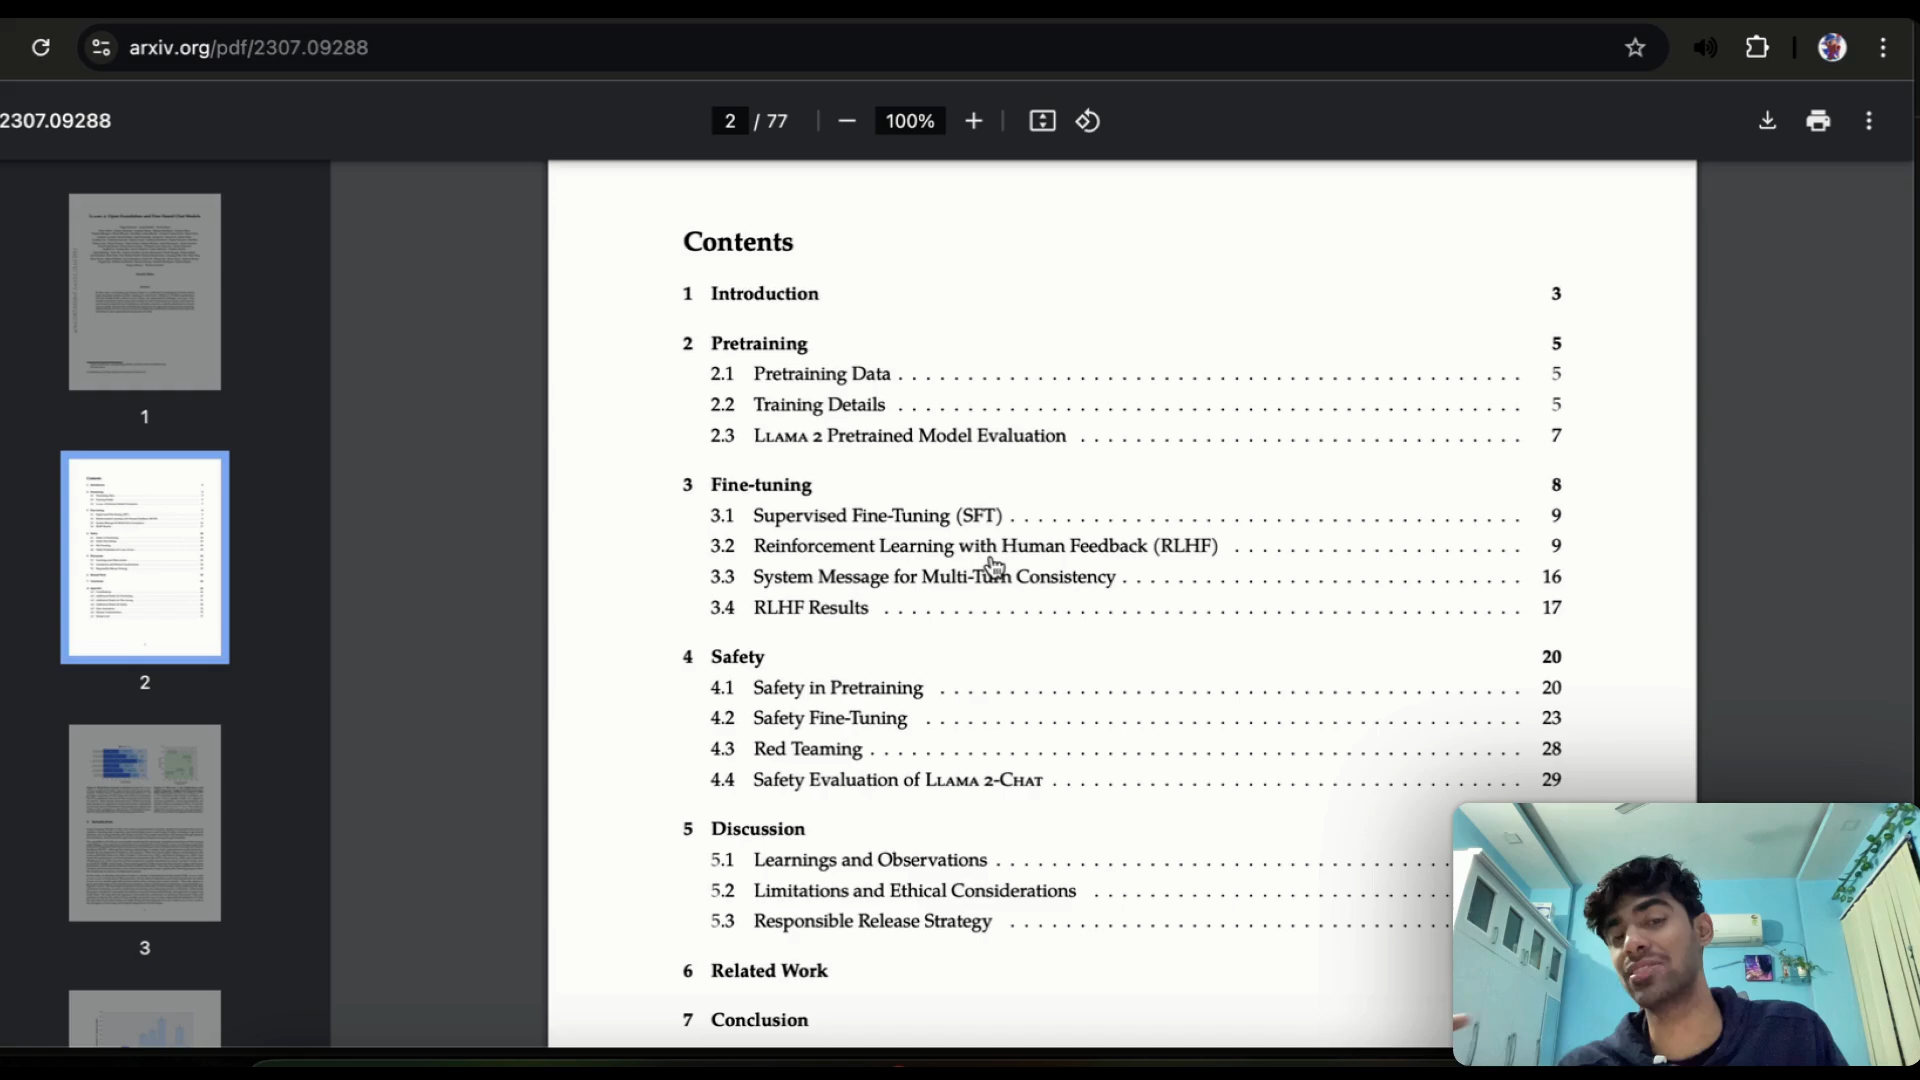 arxiv.org/pdf/2307.09288
2307.09288
2 / 77
100%
1
2
3
Contents
1 Introduction 3
2 Pretraining 5
2.1 Pretraining Data 5
2.2 Training Details 5
2.3 Llama 2 Pretrained Model Evaluation 7
3 Fine-tuning 8
3.1 Supervised Fine-Tuning (SFT) 9
3.2 Reinforcement Learning with Human Feedback (RLHF) 9
3.3 System Message for Multi-Turn Consistency 16
3.4 RLHF Results 17
4 Safety 20
4.1 Safety in Pretraining 20
4.2 Safety Fine-Tuning 23
4.3 Red Teaming 28
4.4 Safety Evaluation of Llama 2-Chat 29
5 Discussion
5.1 Learnings and Observations
5.2 Limitations and Ethical Considerations
5.3 Responsible Release Strategy
6 Related Work
7 Conclusion